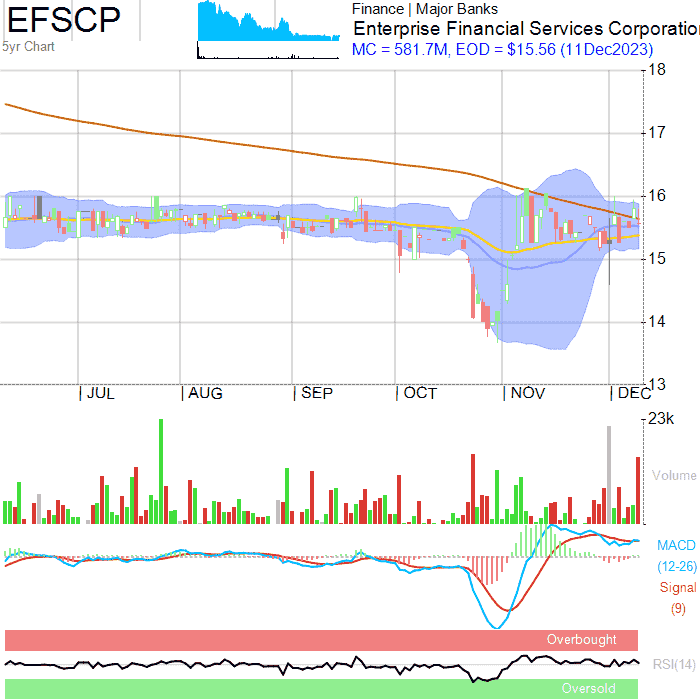 EFSCP
5yr Chart
Finance | Major Banks
Enterprise Financial Services Corporation
MC = 581.7M, EOD = $15.56 (11Dec2023)
18
17
16
15
14
13
| JUL | AUG | SEP | OCT | NOV | DEC
23k
Volume
MACD
(12-26)
Signal
(9)
Overbought
RSI(14)
Oversold